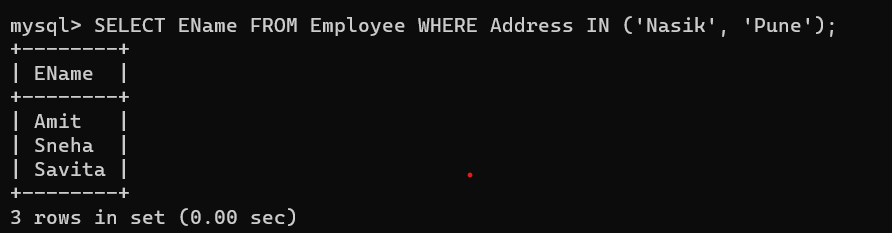 mysql> SELECT EName FROM Employee WHERE Address IN ('Nasik', 'Pune');
+--------+
| EName  |
+--------+
| Amit   |
| Sneha  |
| Savita |
+--------+
3 rows in set (0.00 sec)